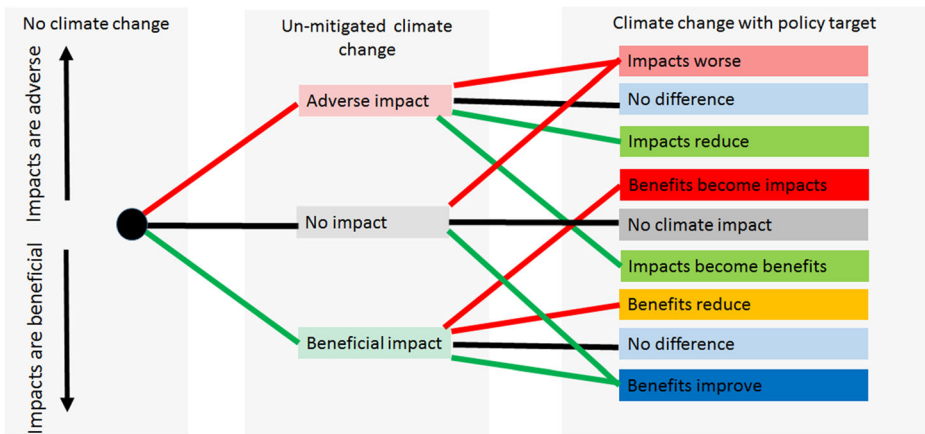 No climate change
Un-mitigated climate
change
Climate change with policy target
Impacts are adverse
Impacts are beneficial
Adverse impact
No impact
Beneficial impact
Impacts worse
No difference
Impacts reduce
Benefits become impacts
No climate impact
Impacts become benefits
Benefits reduce
No difference
Benefits improve